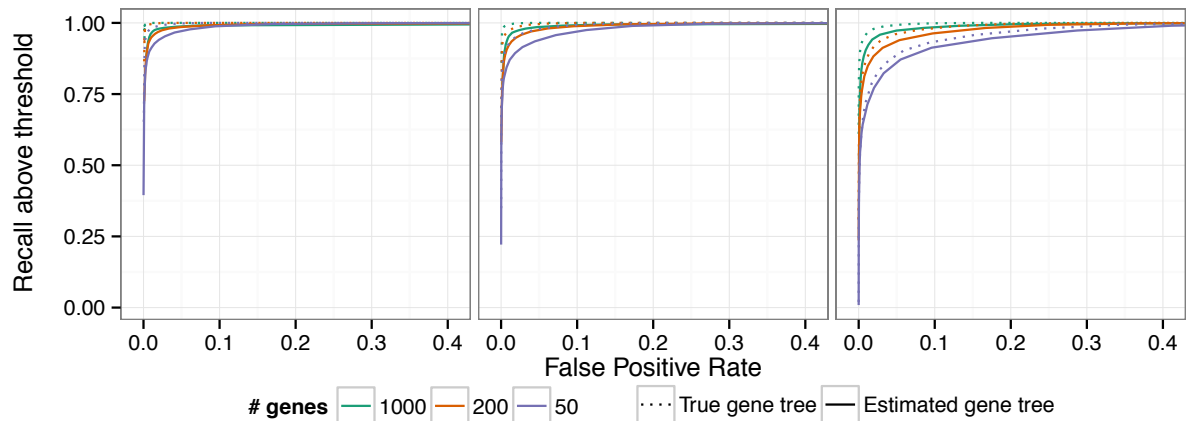 Recall above threshold
1.00
0.75
0.50
0.25
0.00
0.0 0.1 0.2 0.3 0.4 0.0 0.1 0.2 0.3 0.4 0.0 0.1 0.2 0.3 0.4
False Positive Rate
# genes 1000 200 50 True gene tree Estimated gene tree